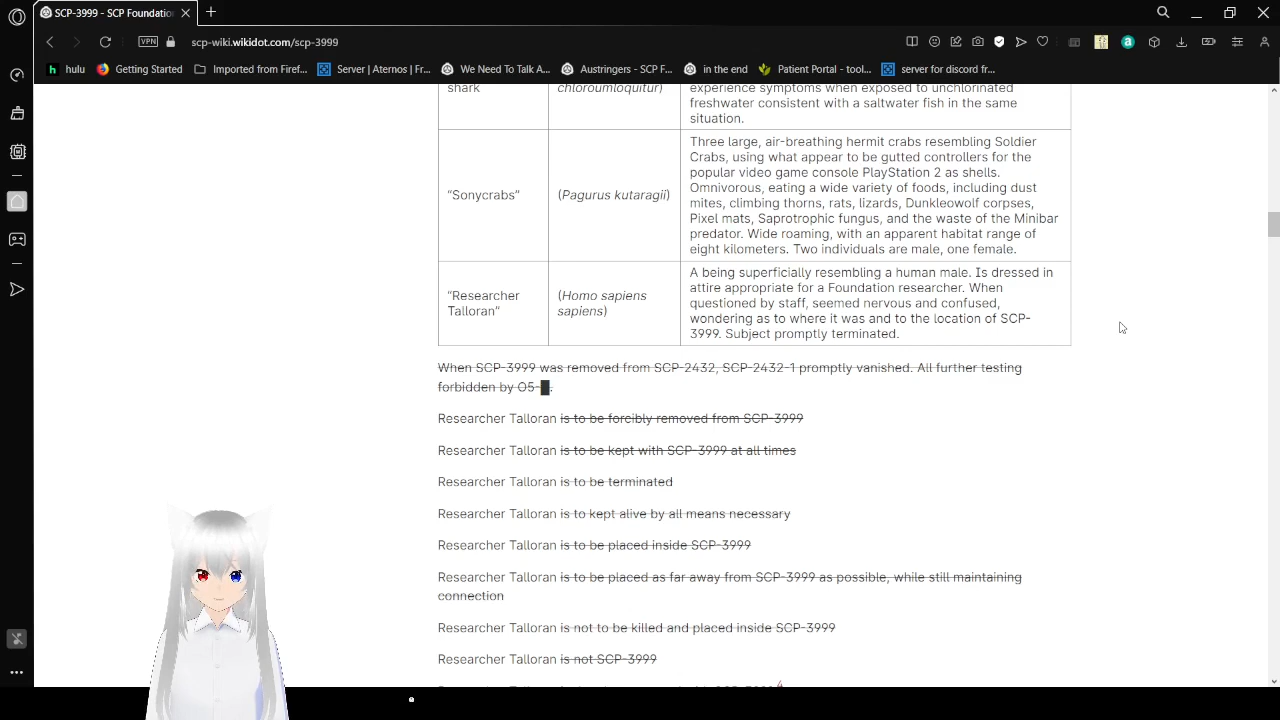 SCP-3999 - SCP Foundation
VPN
scp-wiki.wikidot.com/scp-3999
hulu
Getting Started
Imported from Firef...
Server | Aternos | Fr...
We Need To Talk A...
Austringers - SCP F...
in the end
Patient Portal - tool...
server for discord fr...
shark
chloroumloquitur)
experience symptoms when exposed to unchlorinated
freshwater consistent with a saltwater fish in the same
situation.
“Sonycrabs”
(Pagurus kutaragii)
Three large, air-breathing hermit crabs resembling Soldier
Crabs, using what appear to be gutted controllers for the
popular video game console PlayStation 2 as shells.
Omnivorous, eating a wide variety of foods, including dust
mites, climbing thorns, rats, lizards, Dunkleowolf corpses,
Pixel mats, Saprotrophic fungus, and the waste of the Minibar
predator. Wide roaming, with an apparent habitat range of
eight kilometers. Two individuals are male, one female.
“Researcher
Talloran”
(Homo sapiens
sapiens)
A being superficially resembling a human male. Is dressed in
attire appropriate for a Foundation researcher. When
questioned by staff, seemed nervous and confused,
wondering as to where it was and to the location of SCP-
3999. Subject promptly terminated.
When SCP-3999 was removed from SCP-2432, SCP-2432-1 promptly vanished. All further testing
forbidden by O5-█.
Researcher Talloran is to be forcibly removed from SCP-3999
Researcher Talloran is to be kept with SCP-3999 at all times
Researcher Talloran is to be terminated
Researcher Talloran is to kept alive by all means necessary
Researcher Talloran is to be placed inside SCP-3999
Researcher Talloran is to be placed as far away from SCP-3999 as possible, while still maintaining
connection
Researcher Talloran is not to be killed and placed inside SCP-3999
Researcher Talloran is not SCP-3999